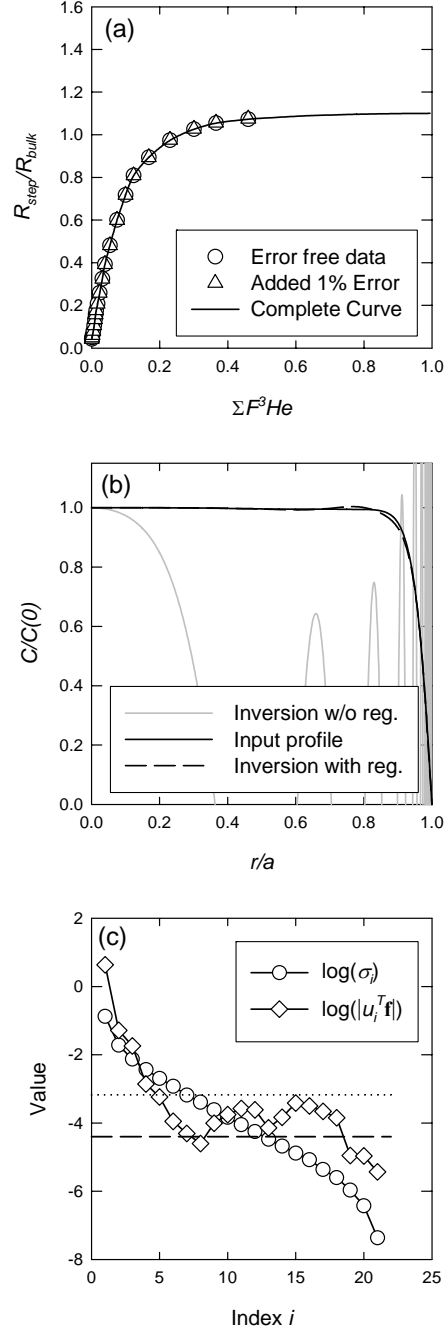 (a)
1.6
1.4
1.2
1.0
0.8
0.6
0.4
0.2
0.0
R_step/R_bulk
Error free data
Added 1% Error
Complete Curve
0.0 0.2 0.4 0.6 0.8 1.0
ΣF³He
(b)
1.0
0.8
0.6
0.4
0.2
0.0
C/C(0)
Inversion w/o reg.
Input profile
Inversion with reg.
0.0 0.2 0.4 0.6 0.8 1.0
r/a
(c)
2
0
-2
-4
-6
-8
Value
log(σᵢ)
log(|uᵢᵀf|)
0 5 10 15 20 25
Index i